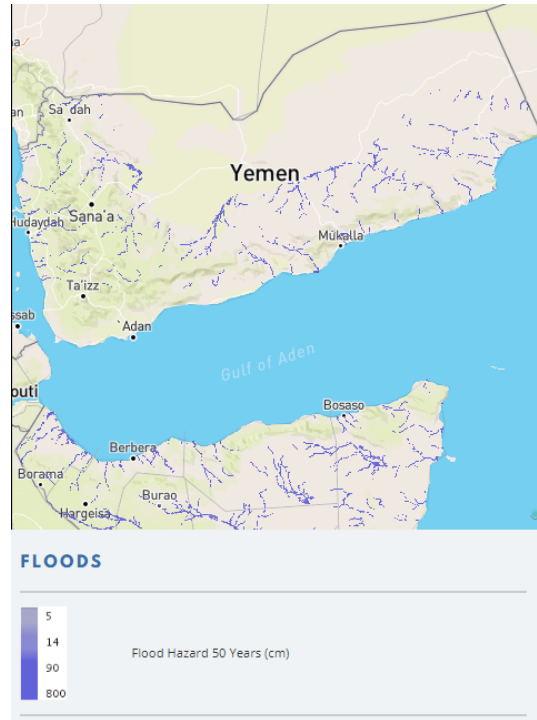 Sa`dah
Yemen
Sana'a
Hudaydah
Mukalla
Ta'izz
ssab
Adan
Gulf of Aden
outi
Bosaso
Berbera
Borama
Burao
Hargeisa
FLOODS
5
14
90
800
Flood Hazard 50 Years (cm)